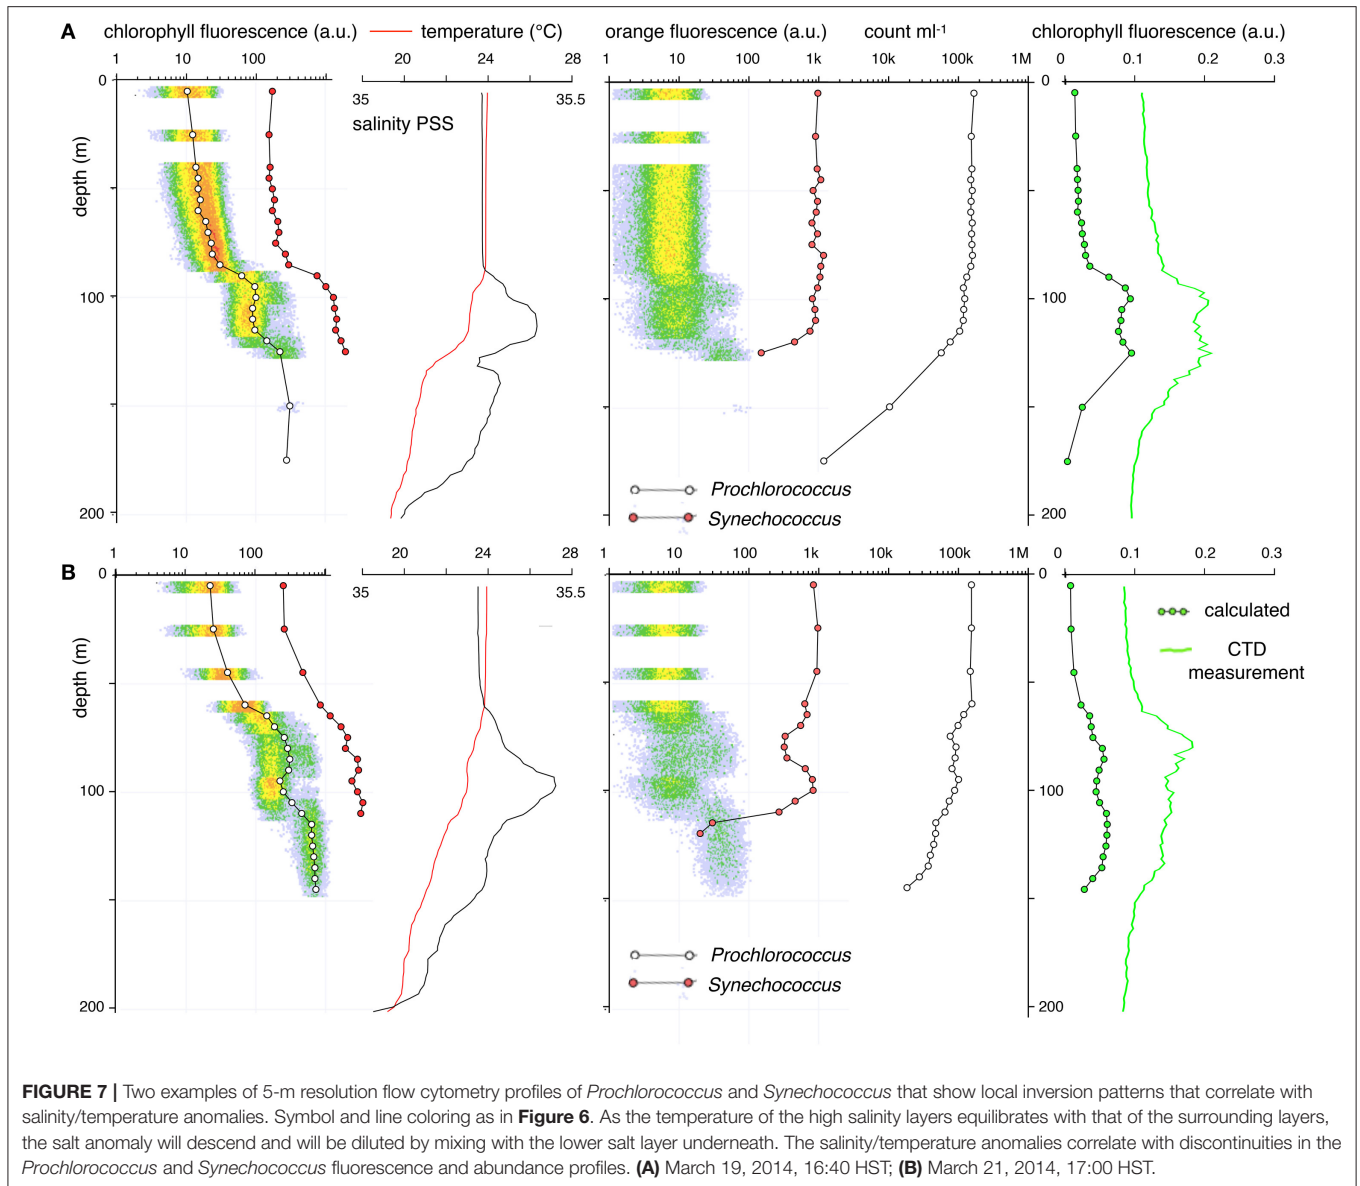 A chlorophyll fluorescence (a.u.) temperature (°C) orange fluorescence (a.u.) count ml-1 chlorophyll fluorescence (a.u.)
1 10 100 20 24 28 1 10 100 1k 10k 100k 1M 0 0.1 0.2 0.3
0 35 35.5 0
salinity PSS
depth (m)
100 100
Prochlorococcus
Synechococcus
200 200
1 10 100 20 24 28 1 10 100 1k 10k 100k 1M 0 0.1 0.2 0.3
B
0 35 35.5 0
calculated
CTD
measurement
depth (m)
100 100
Prochlorococcus
Synechococcus
200 200
FIGURE 7 | Two examples of 5-m resolution flow cytometry profiles of Prochlorococcus and Synechococcus that show local inversion patterns that correlate with
salinity/temperature anomalies. Symbol and line coloring as in Figure 6. As the temperature of the high salinity layers equilibrates with that of the surrounding layers,
the salt anomaly will descend and will be diluted by mixing with the lower salt layer underneath. The salinity/temperature anomalies correlate with discontinuities in the
Prochlorococcus and Synechococcus fluorescence and abundance profiles. (A) March 19, 2014, 16:40 HST; (B) March 21, 2014, 17:00 HST.